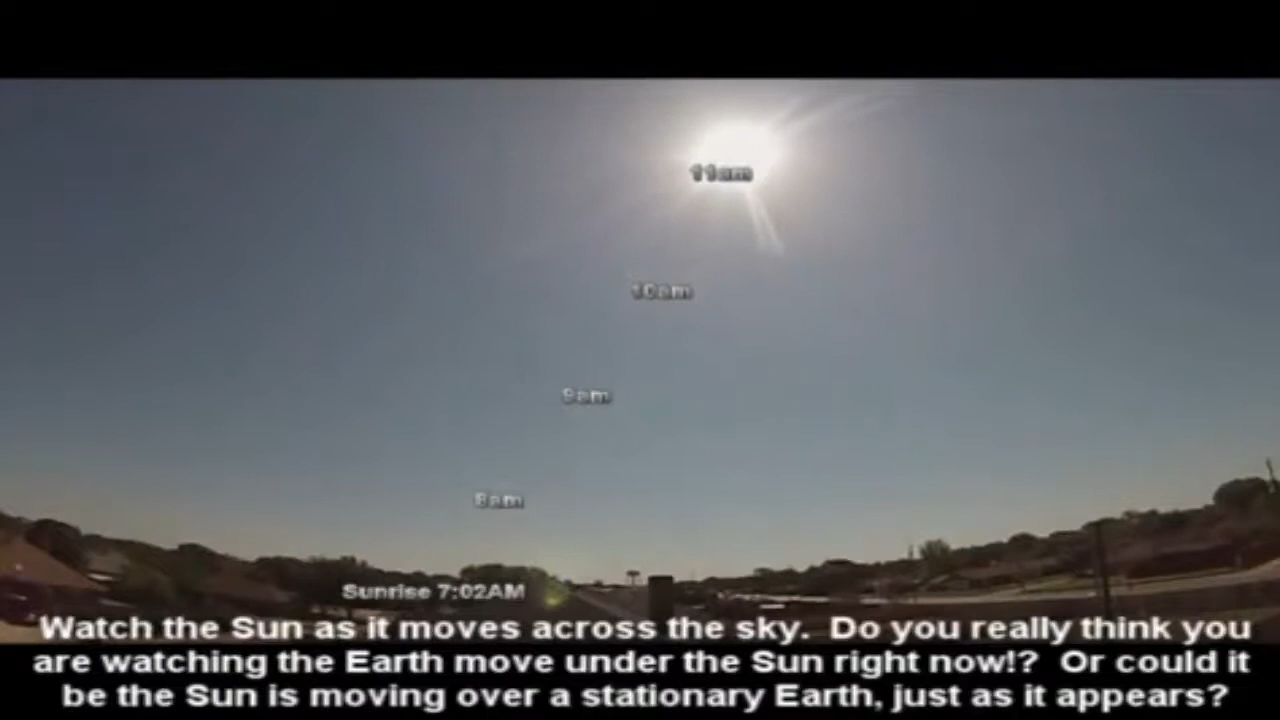 11am
10am
9am
8am
Sunrise 7:02AM
Watch the Sun as it moves across the sky.  Do you really think you
are watching the Earth move under the Sun right now!?  Or could it
be the Sun is moving over a stationary Earth, just as it appears?